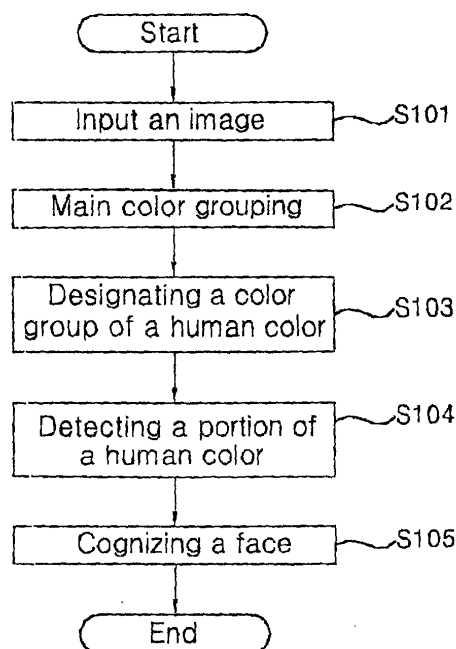 Start
Input an image
S101
Main color grouping
S102
Designating a color
group of a human color
S103
Detecting a portion of
a human color
S104
Cognizing a face
S105
End